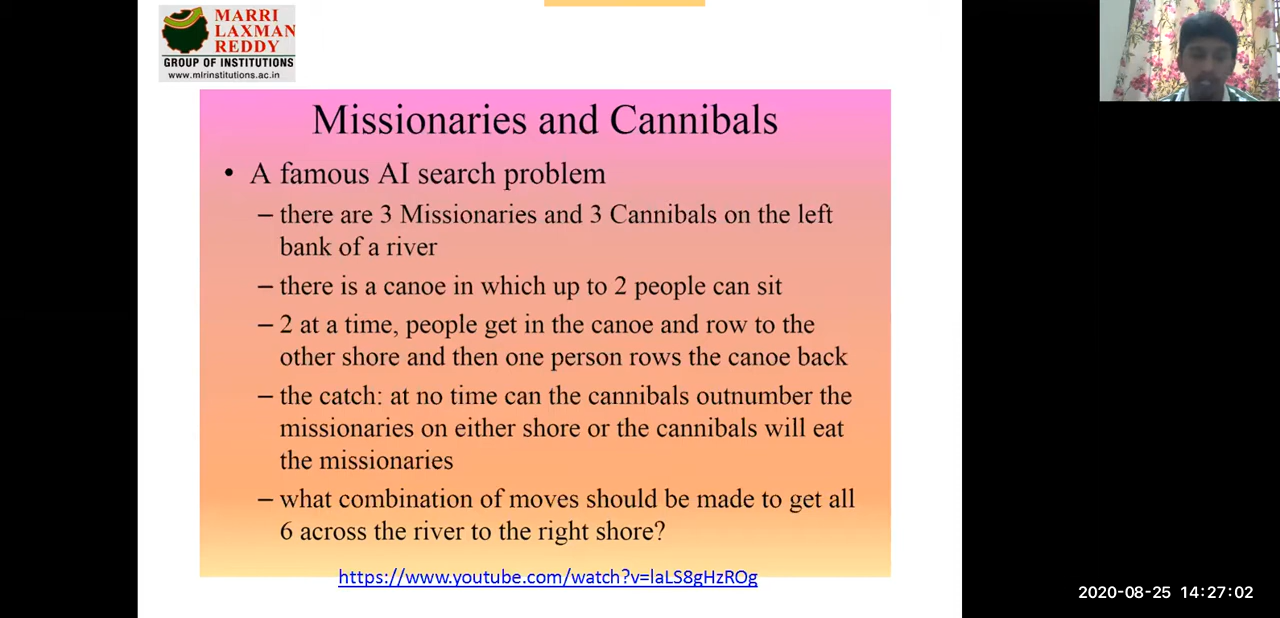 MARRI
LAXMAN
REDDY
GROUP OF INSTITUTIONS
www.mlrinstitutions.ac.in
Missionaries and Cannibals
• A famous AI search problem
– there are 3 Missionaries and 3 Cannibals on the left
bank of a river
– there is a canoe in which up to 2 people can sit
– 2 at a time, people get in the canoe and row to the
other shore and then one person rows the canoe back
– the catch: at no time can the cannibals outnumber the
missionaries on either shore or the cannibals will eat
the missionaries
– what combination of moves should be made to get all
6 across the river to the right shore?
https://www.youtube.com/watch?v=laLS8gHzROg
2020-08-25 14:27:02